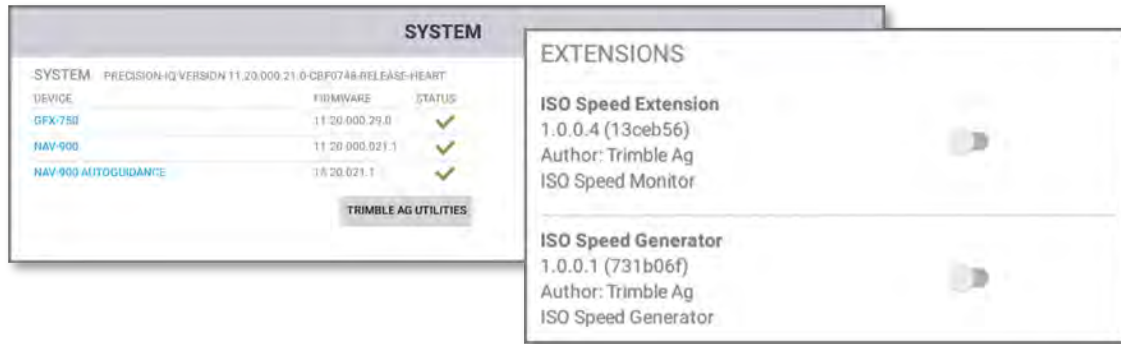 SYSTEM
SYSTEM PRECISION-IQ VERSION 11.20.000.21.0-CBF0748-RELEASE-HEART
DEVICE FIRMWARE STATUS
GFX-750 11.20.000.29.0
NAV-900 11.20.000.021.1
NAV-900 AUTOGUIDANCE 20.021.1
TRIMBLE AG UTILITIES
EXTENSIONS
ISO Speed Extension
1.0.0.4 (13ceb56)
Author: Trimble Ag
ISO Speed Monitor
ISO Speed Generator
1.0.0.1 (731b06f)
Author: Trimble Ag
ISO Speed Generator